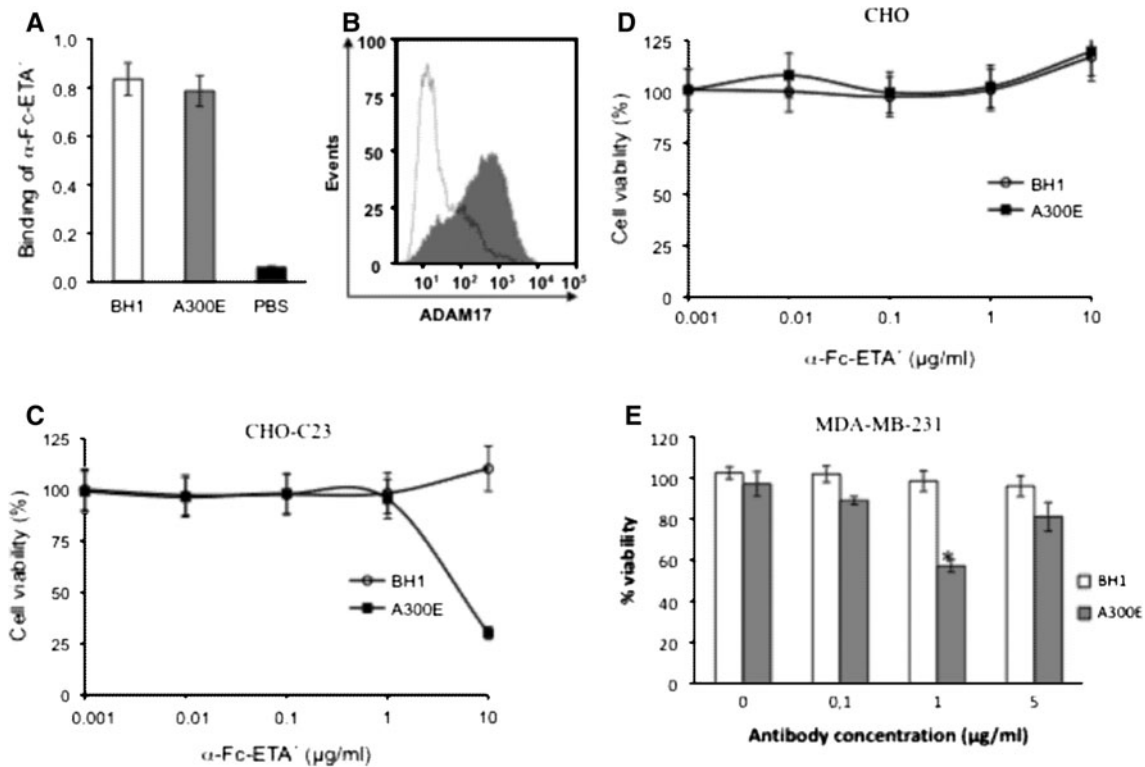 A
Binding of α-Fc-ETA´
1.0
0.8
0.6
0.4
0.2
0.0
BH1 A300E PBS
B
Events
100
75
50
25
0
10¹ 10² 10³ 10⁴ 10⁵
ADAM17
D
CHO
Cell viability (%)
125
100
75
50
25
0
BH1
A300E
0.001 0.01 0.1 1 10
α-Fc-ETA´ (µg/ml)
C
CHO-C23
Cell viability (%)
125
100
75
50
25
0
BH1
A300E
0.001 0.01 0.1 1 10
α-Fc-ETA´ (µg/ml)
E
MDA-MB-231
% viability
120
100
80
60
40
20
0
*
BH1
A300E
0 0,1 1 5
Antibody concentration (µg/ml)